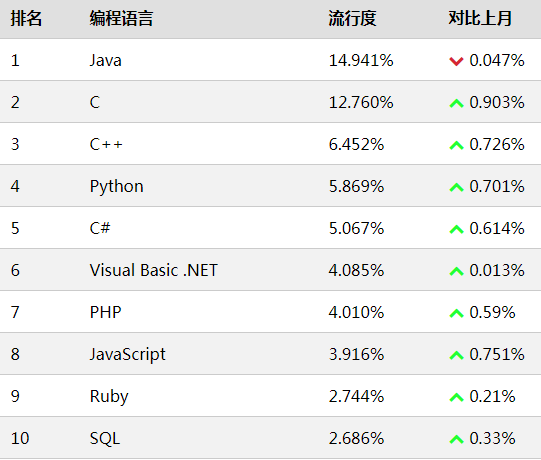 排名 编程语言 流行度 对比上月
1 Java 14.941% 0.047%
2 C 12.760% 0.903%
3 C++ 6.452% 0.726%
4 Python 5.869% 0.701%
5 C# 5.067% 0.614%
6 Visual Basic .NET 4.085% 0.013%
7 PHP 4.010% 0.59%
8 JavaScript 3.916% 0.751%
9 Ruby 2.744% 0.21%
10 SQL 2.686% 0.33%